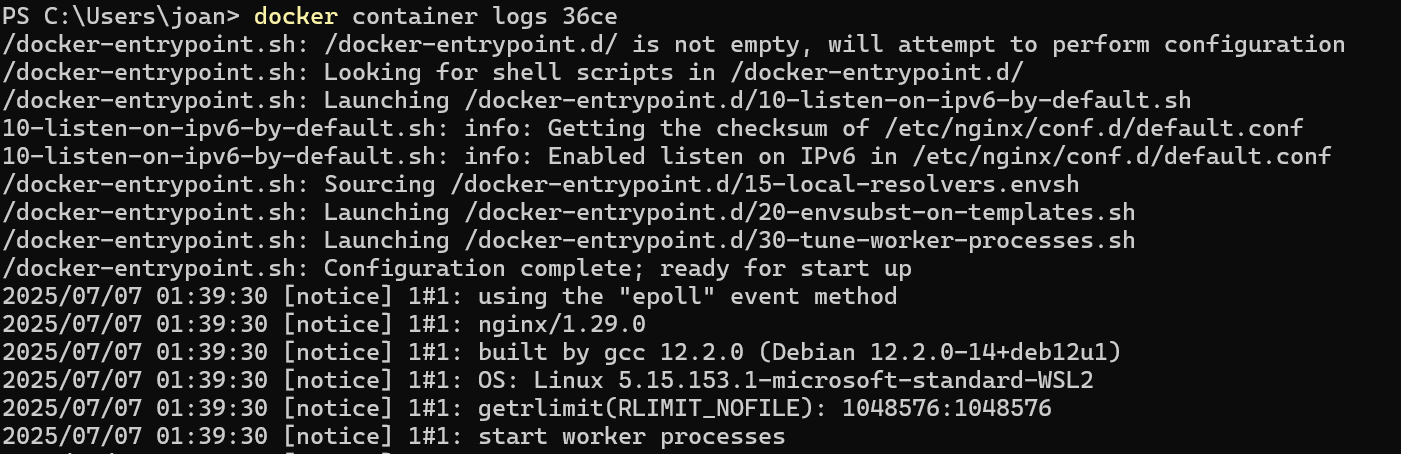 PS C:\Users\joan> docker container logs 36ce
/docker-entrypoint.sh: /docker-entrypoint.d/ is not empty, will attempt to perform configuration
/docker-entrypoint.sh: Looking for shell scripts in /docker-entrypoint.d/
/docker-entrypoint.sh: Launching /docker-entrypoint.d/10-listen-on-ipv6-by-default.sh
10-listen-on-ipv6-by-default.sh: info: Getting the checksum of /etc/nginx/conf.d/default.conf
10-listen-on-ipv6-by-default.sh: info: Enabled listen on IPv6 in /etc/nginx/conf.d/default.conf
/docker-entrypoint.sh: Sourcing /docker-entrypoint.d/15-local-resolvers.envsh
/docker-entrypoint.sh: Launching /docker-entrypoint.d/20-envsubst-on-templates.sh
/docker-entrypoint.sh: Launching /docker-entrypoint.d/30-tune-worker-processes.sh
/docker-entrypoint.sh: Configuration complete; ready for start up
2025/07/07 01:39:30 [notice] 1#1: using the "epoll" event method
2025/07/07 01:39:30 [notice] 1#1: nginx/1.29.0
2025/07/07 01:39:30 [notice] 1#1: built by gcc 12.2.0 (Debian 12.2.0-14+deb12u1)
2025/07/07 01:39:30 [notice] 1#1: OS: Linux 5.15.153.1-microsoft-standard-WSL2
2025/07/07 01:39:30 [notice] 1#1: getrlimit(RLIMIT_NOFILE): 1048576:1048576
2025/07/07 01:39:30 [notice] 1#1: start worker processes